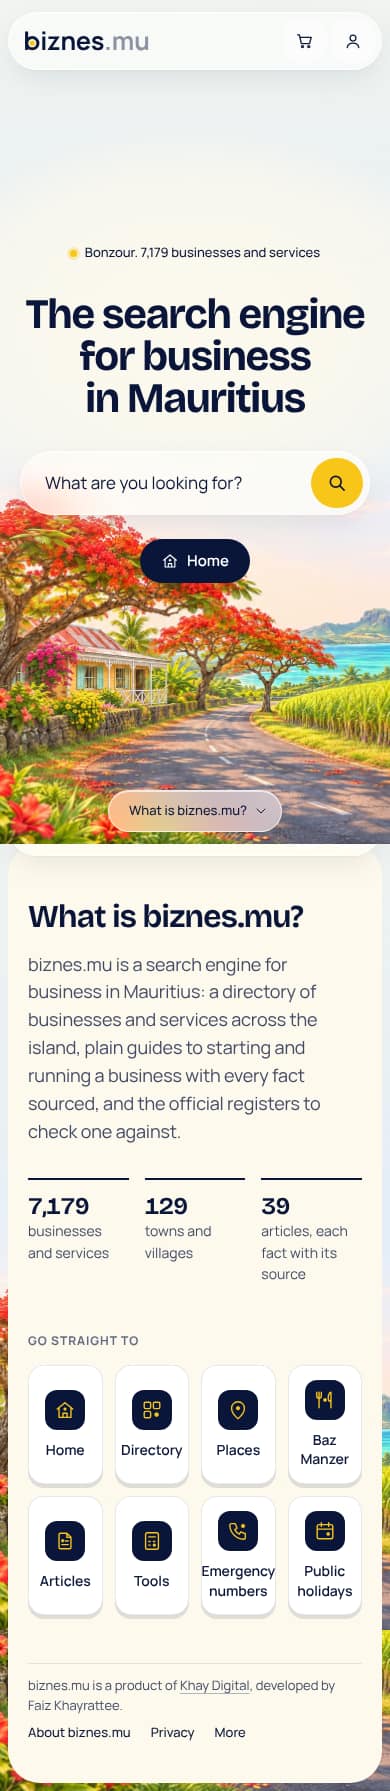 biznes.mu
Bonzour. 7,179 businesses and services
The search engine
for business
in Mauritius
What are you looking for?
Home
What is biznes.mu?
What is biznes.mu?
biznes.mu is a search engine for
business in Mauritius: a directory of
businesses and services across the
island, plain guides to starting and
running a business with every fact
sourced, and the official registers to
check one against.
7,179
businesses
and services
129
towns and
villages
39
articles, each
fact with its
source
GO STRAIGHT TO
Home
Directory
Places
Baz
Manzer
Articles
Tools
Emergency
numbers
Public
holidays
biznes.mu is a product of Khay Digital, developed by
Faiz Khayrattee.
About biznes.mu Privacy More